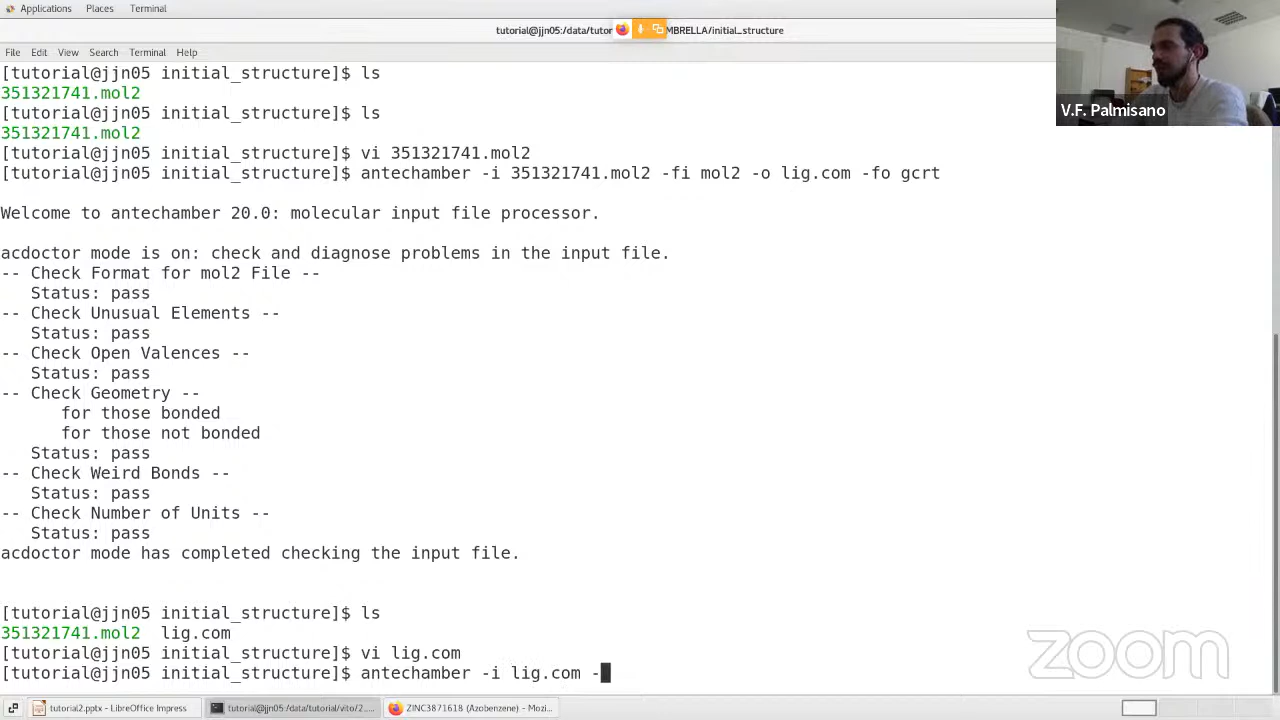 Applications Places Terminal
tutorial@jjn05:/data/tutor MBRELLA/initial_structure
File Edit View Search Terminal Help
V.F. Palmisano
[tutorial@jjn05 initial_structure]$ ls
351321741.mol2
[tutorial@jjn05 initial_structure]$ ls
351321741.mol2
[tutorial@jjn05 initial_structure]$ vi 351321741.mol2
[tutorial@jjn05 initial_structure]$ antechamber -i 351321741.mol2 -fi mol2 -o lig.com -fo gcrt
Welcome to antechamber 20.0: molecular input file processor.
acdoctor mode is on: check and diagnose problems in the input file.
-- Check Format for mol2 File --
Status: pass
-- Check Unusual Elements --
Status: pass
-- Check Open Valences --
Status: pass
-- Check Geometry --
for those bonded
for those not bonded
Status: pass
-- Check Weird Bonds --
Status: pass
-- Check Number of Units --
Status: pass
acdoctor mode has completed checking the input file.
[tutorial@jjn05 initial_structure]$ ls
351321741.mol2 lig.com
[tutorial@jjn05 initial_structure]$ vi lig.com
[tutorial@jjn05 initial_structure]$ antechamber -i lig.com -
zoom
tutorial2.pptx - LibreOffice Impress tutorial@jjn05:/data/tutorial/vito/2.... ZINC3871618 (Azobenzene) - Mozi...